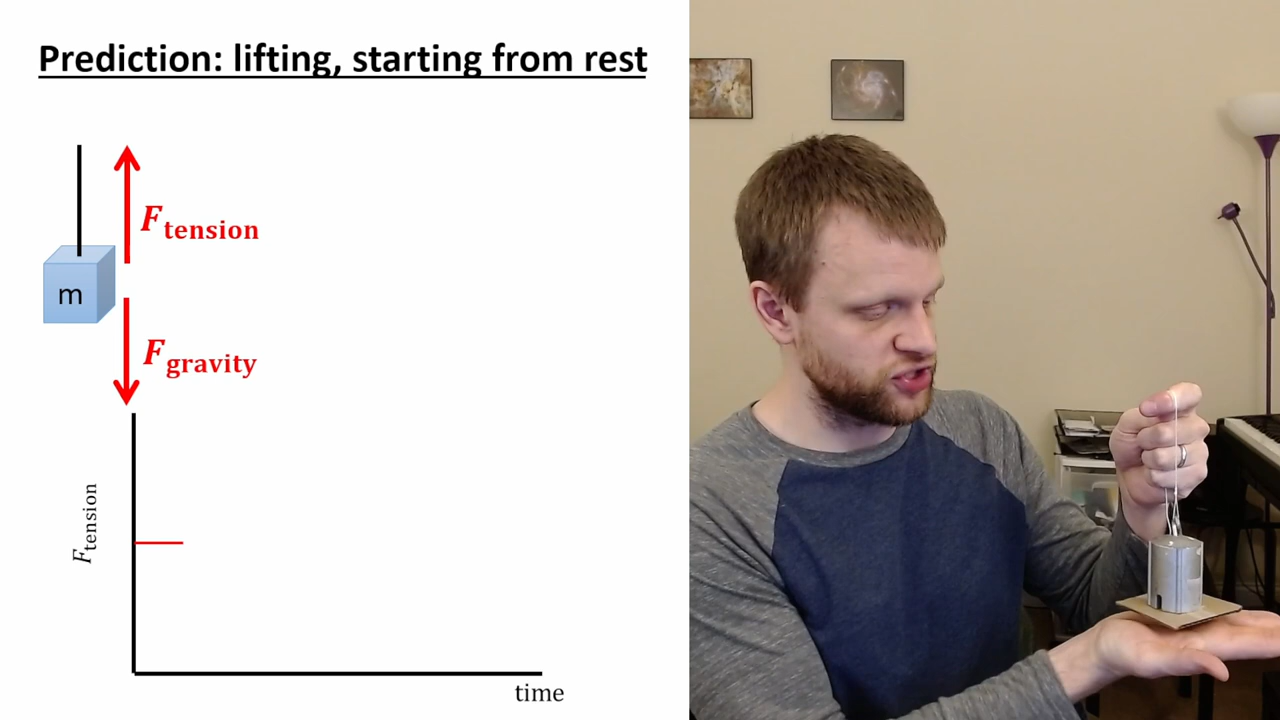 Prediction: lifting, starting from rest
F tension
m
F gravity
F tension
time